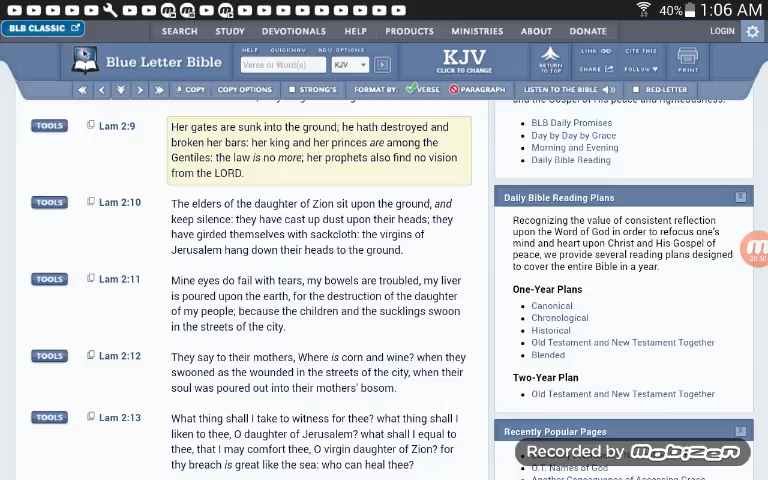 40% 1:06 AM
BLB CLASSIC
SEARCH STUDY DEVOTIONALS HELP PRODUCTS MINISTRIES ABOUT DONATE LOGIN
Blue Letter Bible
HELP QUICKNAV ADV OPTIONS
Verse or Word(s) KJV
KJV
CLICK TO CHANGE
RETURN TO TOP
LINK CITE THIS
SHARE FOLLOW
PRINT
COPY COPY OPTIONS STRONG'S FORMAT BY: VERSE PARAGRAPH LISTEN TO THE BIBLE RED-LETTER
TOOLS Lam 2:9
Her gates are sunk into the ground; he hath destroyed and
broken her bars: her king and her princes are among the
Gentiles: the law is no more; her prophets also find no vision
from the LORD.
TOOLS Lam 2:10
The elders of the daughter of Zion sit upon the ground, and
keep silence: they have cast up dust upon their heads; they
have girded themselves with sackcloth: the virgins of
Jerusalem hang down their heads to the ground.
TOOLS Lam 2:11
Mine eyes do fail with tears, my bowels are troubled, my liver
is poured upon the earth, for the destruction of the daughter
of my people; because the children and the sucklings swoon
in the streets of the city.
TOOLS Lam 2:12
They say to their mothers, Where is corn and wine? when they
swooned as the wounded in the streets of the city, when their
soul was poured out into their mothers' bosom.
TOOLS Lam 2:13
What thing shall I take to witness for thee? what thing shall I
liken to thee, O daughter of Jerusalem? what shall I equal to
thee, that I may comfort thee, O virgin daughter of Zion? for
thy breach is great like the sea: who can heal thee?
and the Gospel of His peace and righteousness.
BLB Daily Promises
Day by Day by Grace
Morning and Evening
Daily Bible Reading
Daily Bible Reading Plans
Recognizing the value of consistent reflection
upon the Word of God in order to refocus one's
mind and heart upon Christ and His Gospel of
peace, we provide several reading plans designed
to cover the entire Bible in a year.
One-Year Plans
Canonical
Chronological
Historical
Old Testament and New Testament Together
Blended
Two-Year Plan
Old Testament and New Testament Together
Recently Popular Pages
O.T. Names of God
Another Consequence of Accessing Grace
Recorded by Mobizen